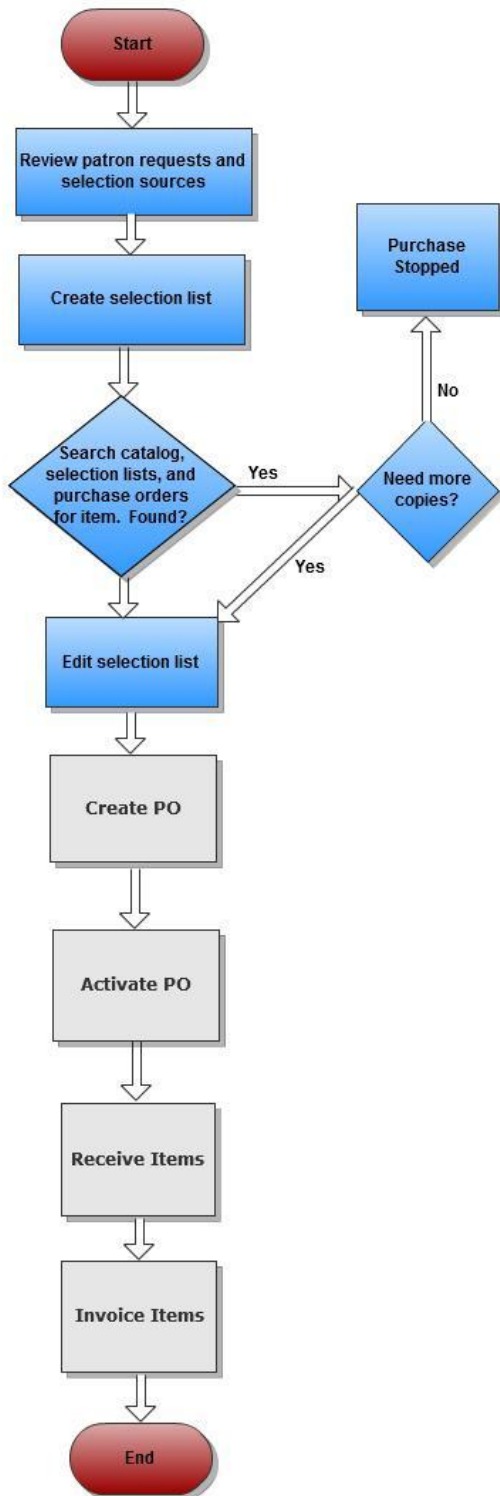 Start
Review patron requests and
selection sources
Create selection list
Purchase
Stopped
No
Search catalog,
selection lists, and
purchase orders
for item. Found?
Yes
Need more
copies?
Yes
Edit selection list
Create PO
Activate PO
Receive Items
Invoice Items
End